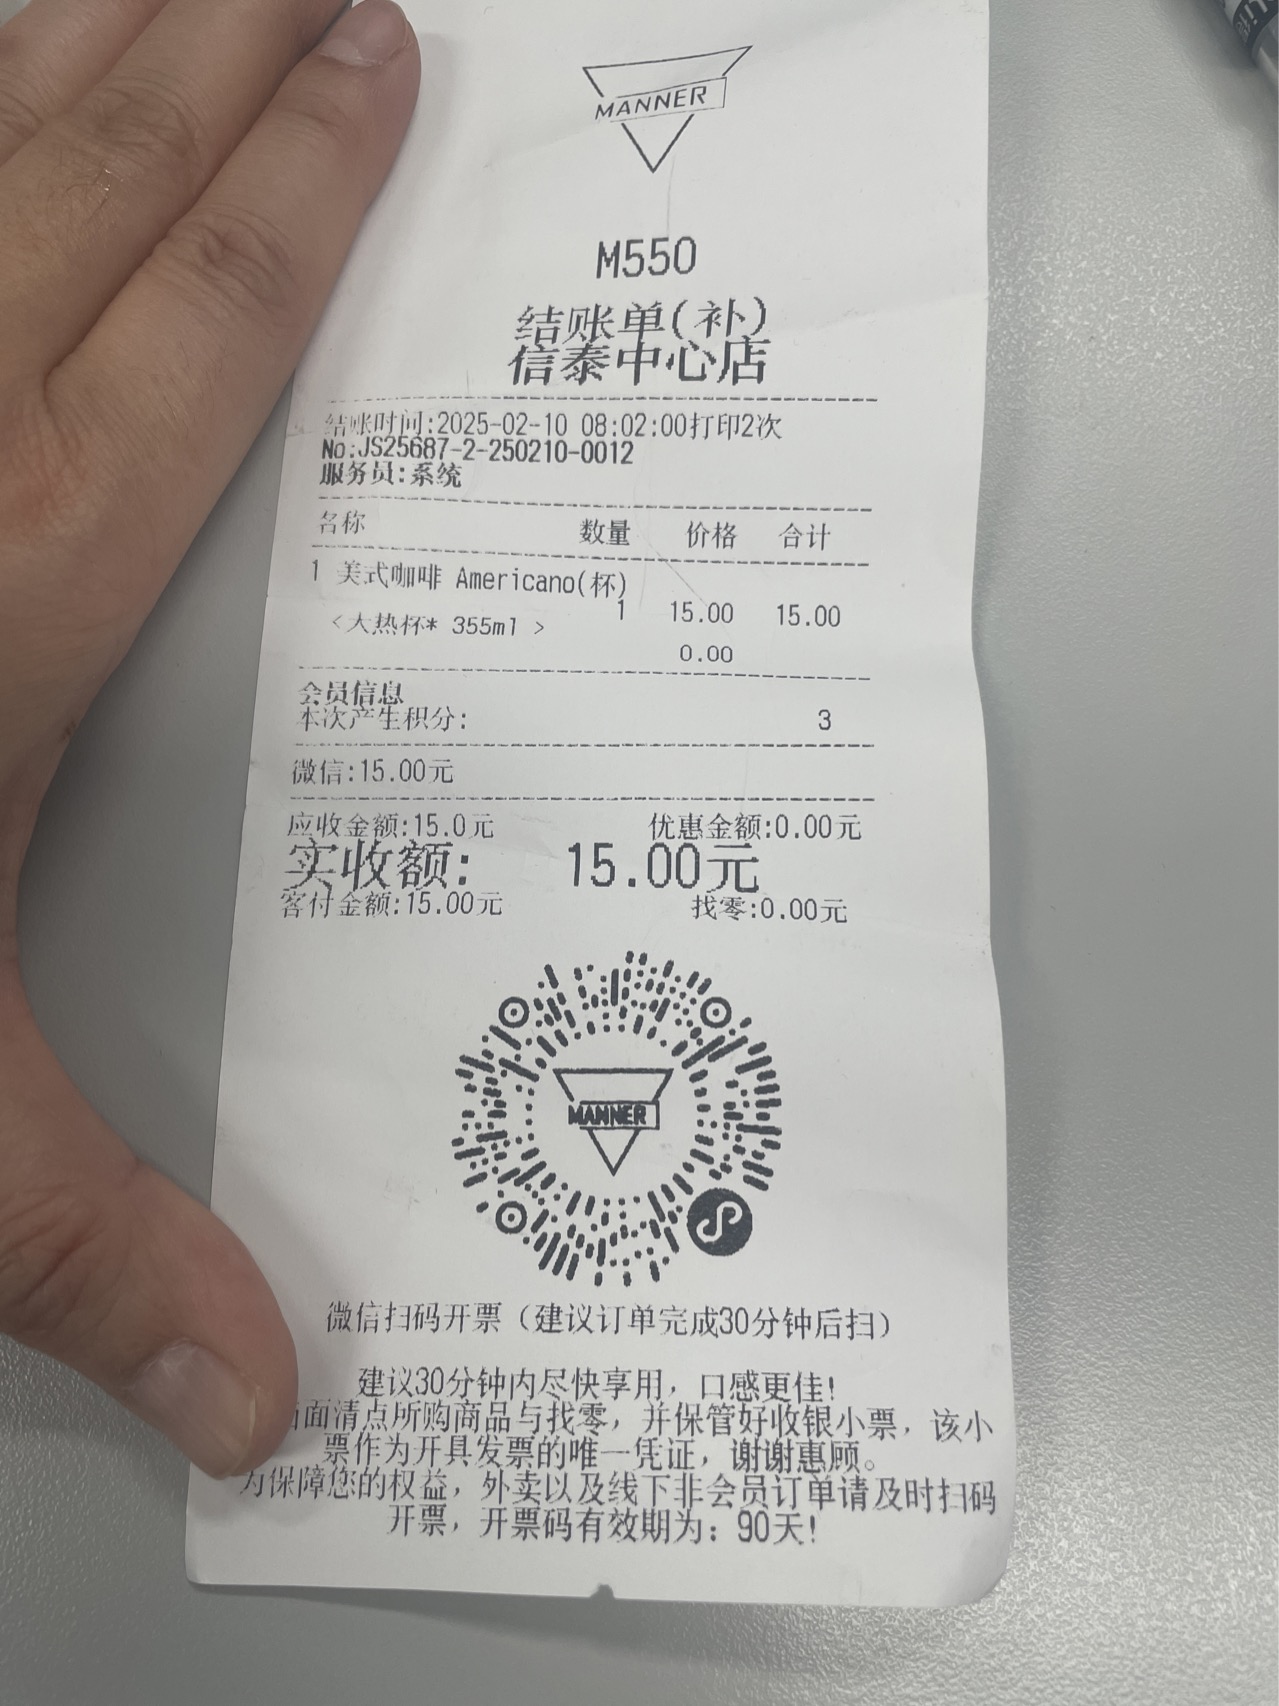 MANNER
M550
结账单(补)
信泰中心店
结账时间:2025-02-10 08:02:00打印2次
No:JS25687-2-250210-0012
服务员:系统
名称 数量 价格 合计
1 美式咖啡 Americano(杯)
1 15.00 15.00
<大热杯* 355ml >
0.00
会员信息
本次产生积分: 3
微信:15.00元
应收金额:15.0元 优惠金额:0.00元
实收额: 15.00元
客付金额:15.00元 找零:0.00元
MANNER
微信扫码开票（建议订单完成30分钟后扫）
建议30分钟内尽快享用，口感更佳!
面清点所购商品与找零，并保管好收银小票，该小
票作为开具发票的唯一凭证，谢谢惠顾。
为保障您的权益，外卖以及线下非会员订单请及时扫码
开票，开票码有效期为：90天!